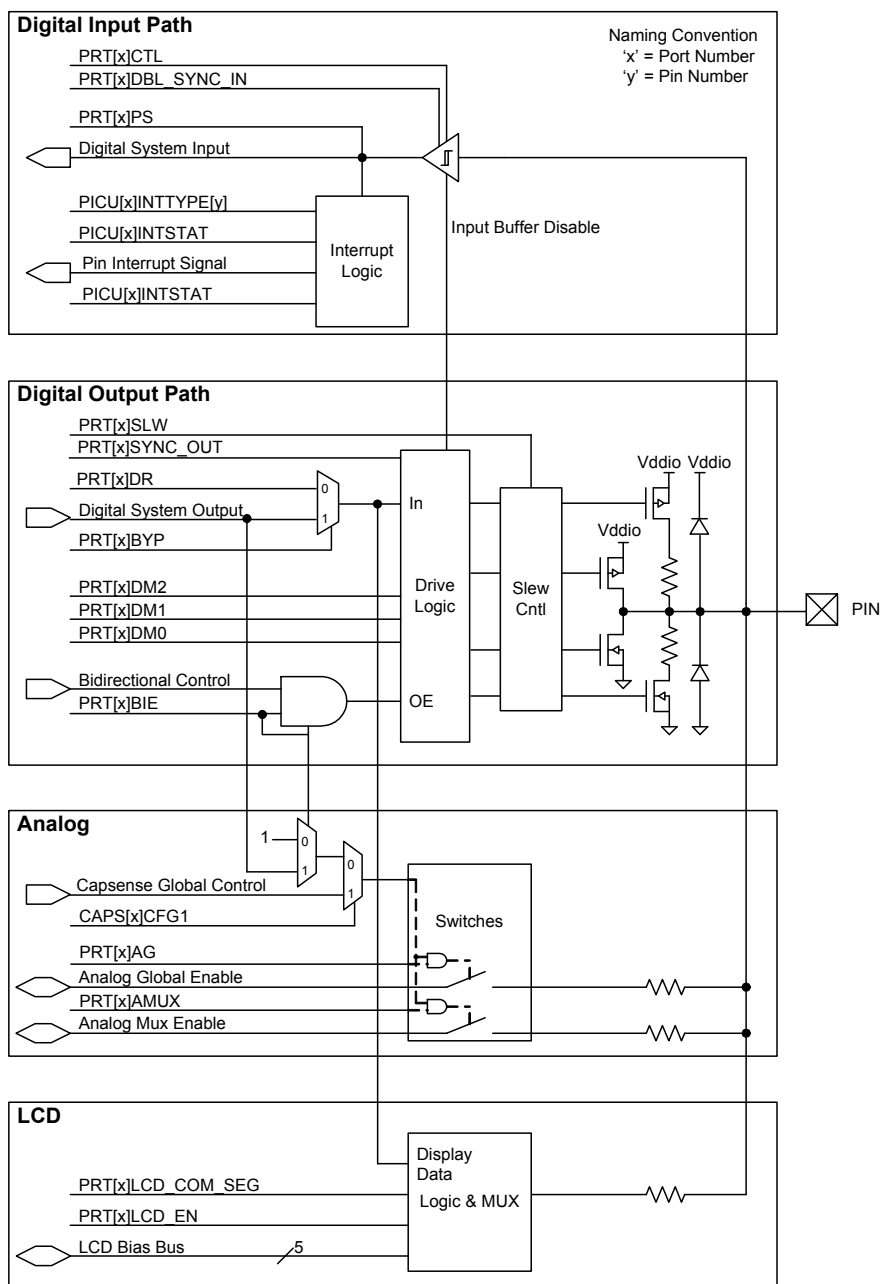 Digital Input Path
Naming Convention
'x' = Port Number
'y' = Pin Number
PRT[x]CTL
PRT[x]DBL_SYNC_IN
PRT[x]PS
Digital System Input
PICU[x]INTTYPE[y]
PICU[x]INTSTAT
Pin Interrupt Signal
PICU[x]INTSTAT
Interrupt
Logic
Input Buffer Disable
Digital Output Path
PRT[x]SLW
PRT[x]SYNC_OUT
PRT[x]DR
Digital System Output
PRT[x]BYP
0
1
PRT[x]DM2
PRT[x]DM1
PRT[x]DM0
Bidirectional Control
PRT[x]BIE
In
Drive
Logic
OE
Slew
Cntl
Vddio Vddio
Vddio
PIN
Analog
1
0
1
0
1
Capsense Global Control
CAPS[x]CFG1
PRT[x]AG
Analog Global Enable
PRT[x]AMUX
Analog Mux Enable
Switches
LCD
Display
Data
Logic & MUX
PRT[x]LCD_COM_SEG
PRT[x]LCD_EN
LCD Bias Bus
5